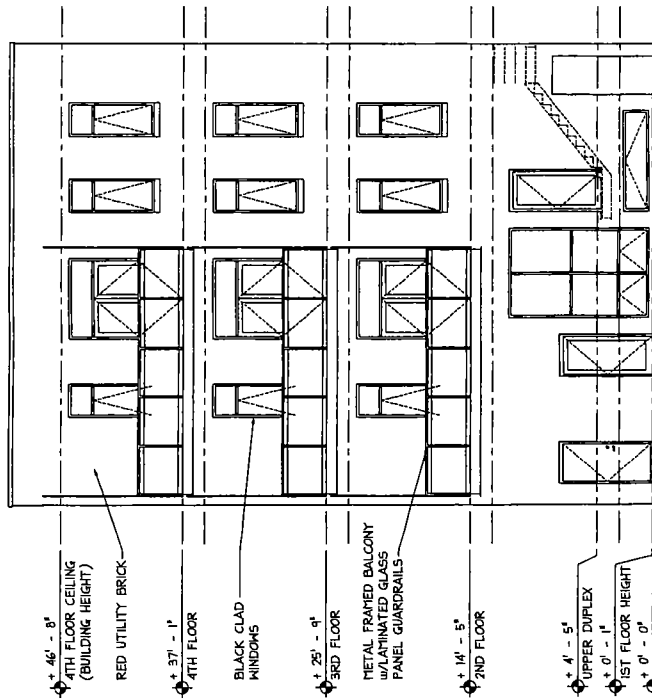 + 46' - 8"
4TH FLOOR CEILING
(BUILDING HEIGHT)
RED UTILITY BRICK
+ 37' - 1"
4TH FLOOR
BLACK CLAD
WINDOWS
+ 25' - 9"
3RD FLOOR
METAL FRAMED BALCONY
w/LAMINATED GLASS
PANEL GUARDRAILS
+ 14' - 5"
2ND FLOOR
+ 4' - 5"
UPPER DUPLEX
+ 0' - 1"
1ST FLOOR HEIGHT
+ 0' - 0"